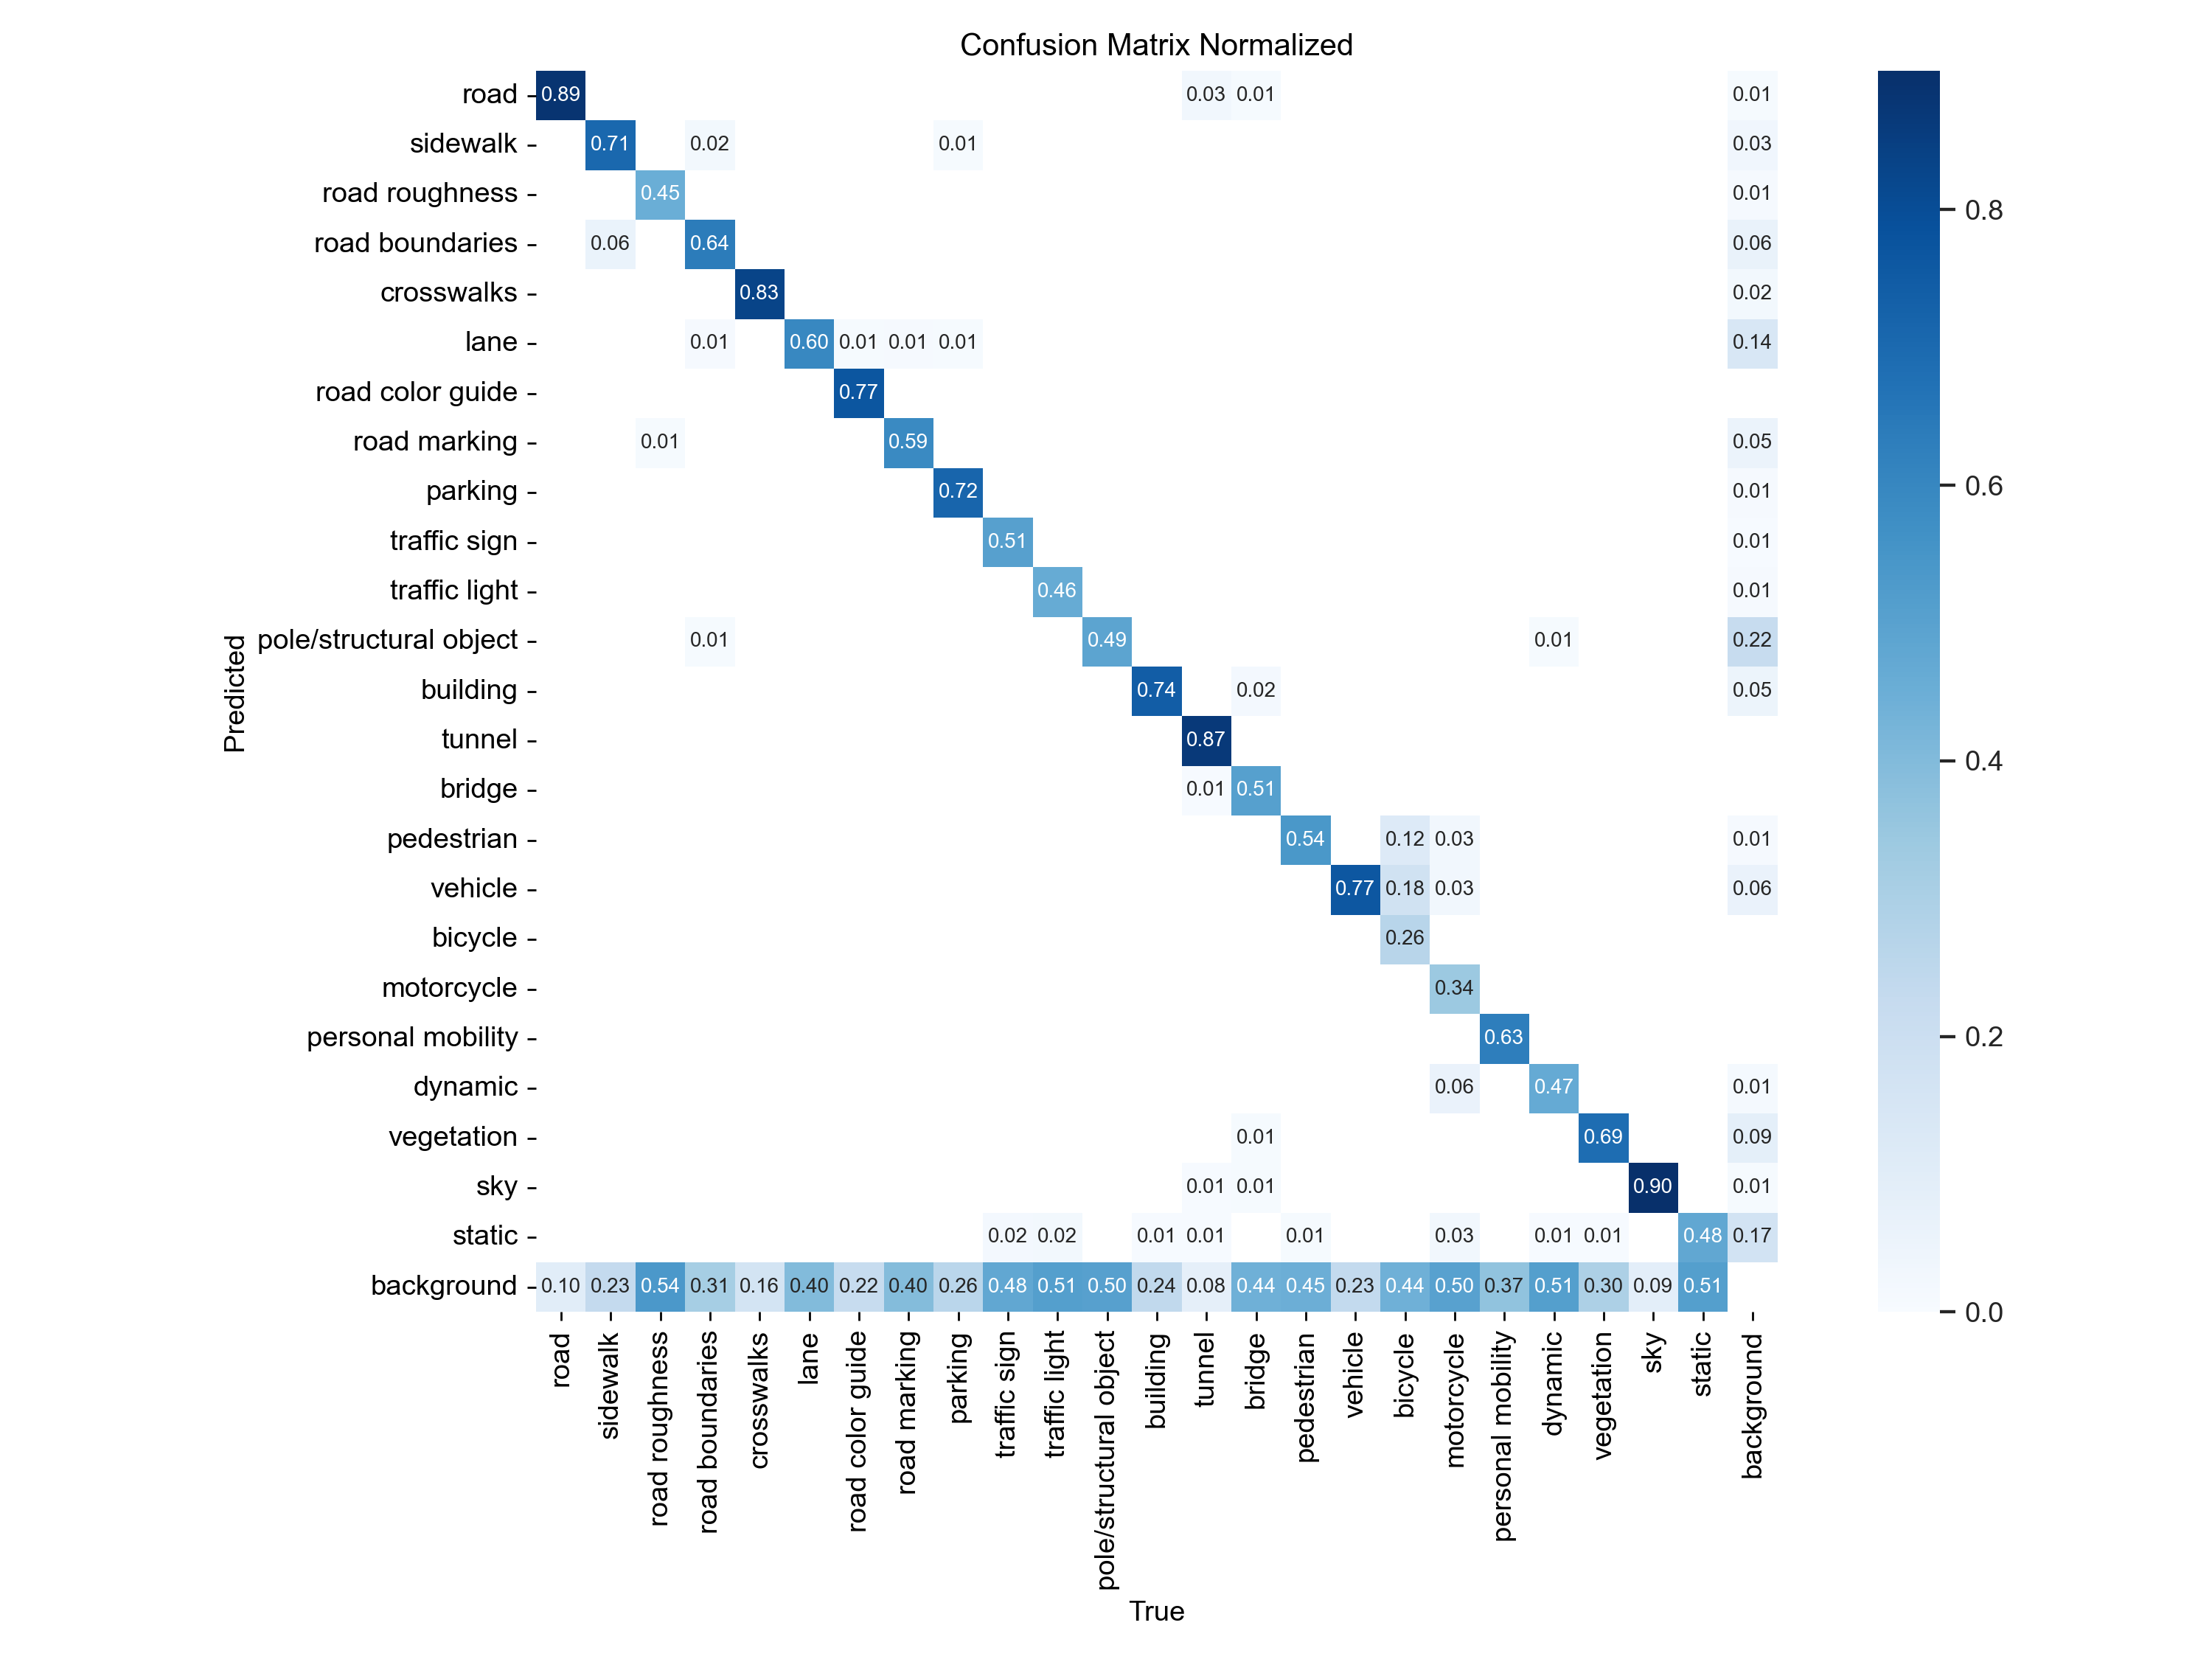 Confusion Matrix Normalized
road 0.89 0.03 0.01 0.01
sidewalk 0.71 0.02 0.01 0.03
road roughness 0.45 0.01
road boundaries 0.06 0.64 0.06
crosswalks 0.83 0.02
lane 0.01 0.60 0.01 0.01 0.01 0.14
road color guide 0.77
road marking 0.01 0.59 0.05
parking 0.72 0.01
traffic sign 0.51 0.01
traffic light 0.46 0.01
pole/structural object 0.49 0.01 0.01 0.22
building 0.74 0.02 0.05
tunnel 0.87
bridge 0.01 0.51
pedestrian 0.54 0.12 0.03 0.01
vehicle 0.77 0.18 0.03 0.06
bicycle 0.26
motorcycle 0.34
personal mobility 0.63
dynamic 0.06 0.47 0.01
vegetation 0.01 0.69 0.09
sky 0.01 0.01 0.90 0.01
static 0.02 0.02 0.01 0.01 0.01 0.03 0.01 0.01 0.48 0.17
background 0.10 0.23 0.54 0.31 0.16 0.40 0.22 0.40 0.26 0.48 0.51 0.50 0.24 0.08 0.44 0.45 0.23 0.44 0.50 0.37 0.51 0.30 0.09 0.51
Predicted
road
sidewalk
road roughness
road boundaries
crosswalks
lane
road color guide
road marking
parking
traffic sign
traffic light
pole/structural object
building
tunnel
bridge
pedestrian
vehicle
bicycle
motorcycle
personal mobility
dynamic
vegetation
sky
static
background
True
0.8
0.6
0.4
0.2
0.0